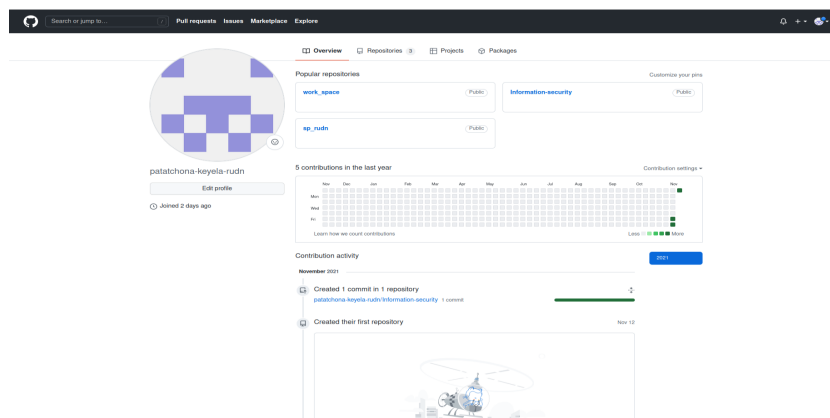 Search or jump to... /
Pull requests Issues Marketplace Explore
Overview Repositories 3 Projects Packages
Popular repositories Customize your pins
work_space Public
Information-security Public
sp_rudn Public
patatchona-keyela-rudn
Edit profile
Joined 2 days ago
5 contributions in the last year Contribution settings
Nov Dec Jan Feb Mar Apr May Jun Jul Aug Sep Oct Nov
Mon
Wed
Fri
Learn how we count contributions Less More
Contribution activity 2021
November 2021
Created 1 commit in 1 repository
patatchona-keyela-rudn/Information-security 1 commit
Created their first repository Nov 12